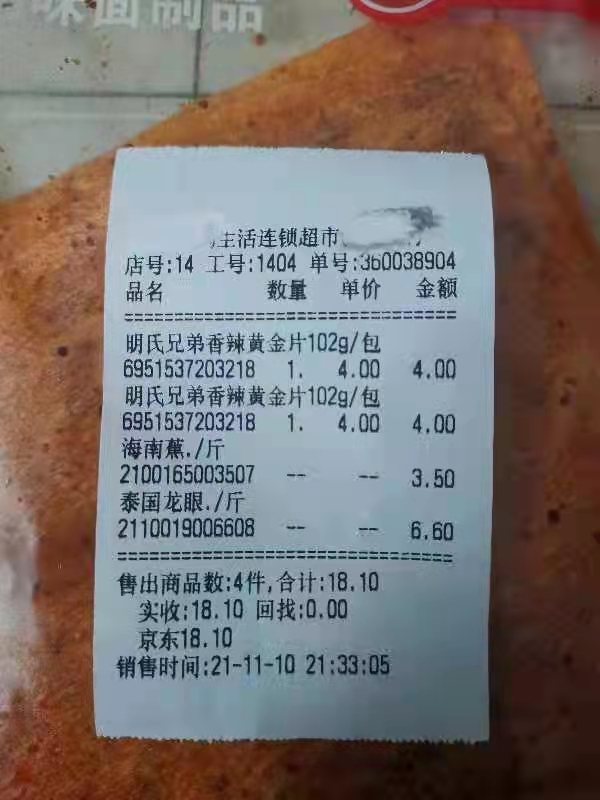 味面制品
生活连锁超市
店号:14 工号:1404 单号:360038904
品名 数量 单价 金额
================================
明氏兄弟香辣黄金片102g/包
6951537203218 1. 4.00 4.00
明氏兄弟香辣黄金片102g/包
6951537203218 1. 4.00 4.00
海南蕉./斤
2100165003507 -- -- 3.50
泰国龙眼./斤
2110019006608 -- -- 6.60
================================
售出商品数:4件,合计:18.10
实收:18.10 回找:0.00
京东18.10
销售时间:21-11-10 21:33:05